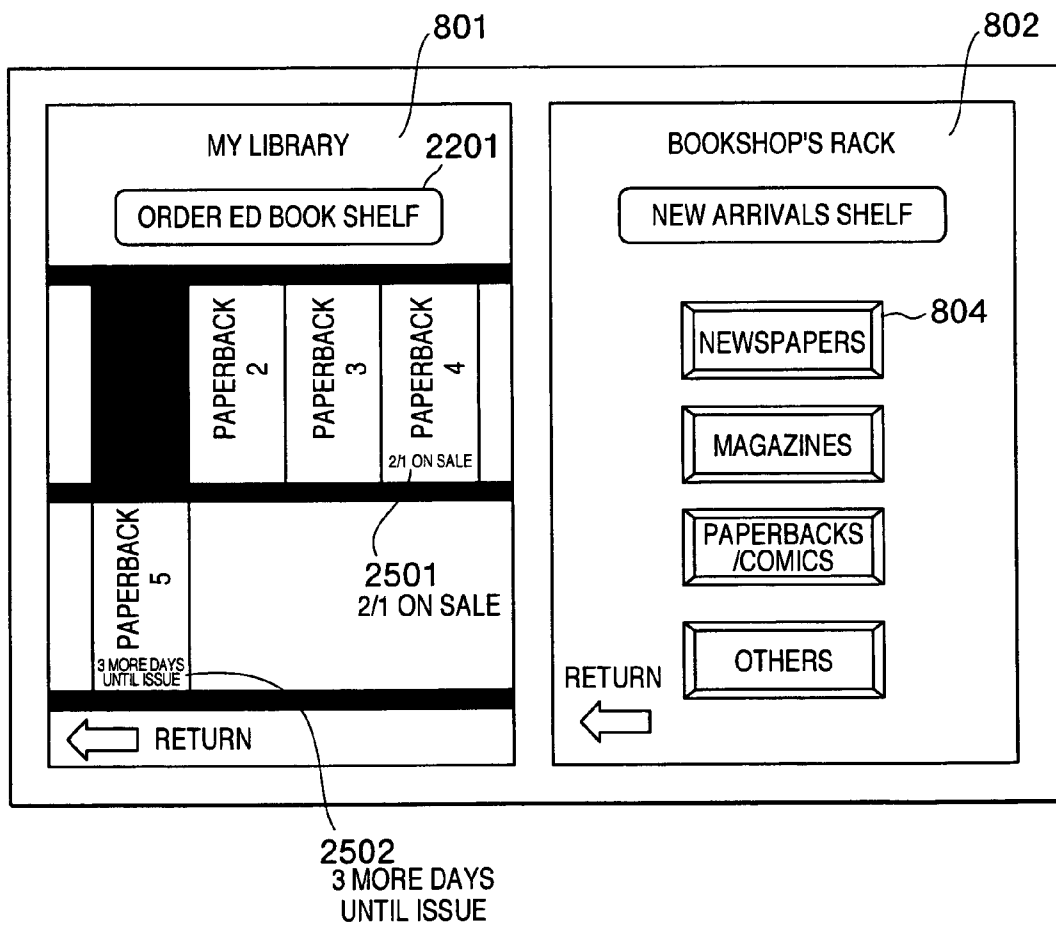 801
802
MY LIBRARY
2201
ORDER ED BOOK SHELF
PAPERBACK
2
PAPERBACK
3
PAPERBACK
4
2/1 ON SALE
PAPERBACK
5
3 MORE DAYS
UNTIL ISSUE
2501
2/1 ON SALE
RETURN
2502
3 MORE DAYS
UNTIL ISSUE
BOOKSHOP'S RACK
NEW ARRIVALS SHELF
804
NEWSPAPERS
MAGAZINES
PAPERBACKS
/COMICS
OTHERS
RETURN